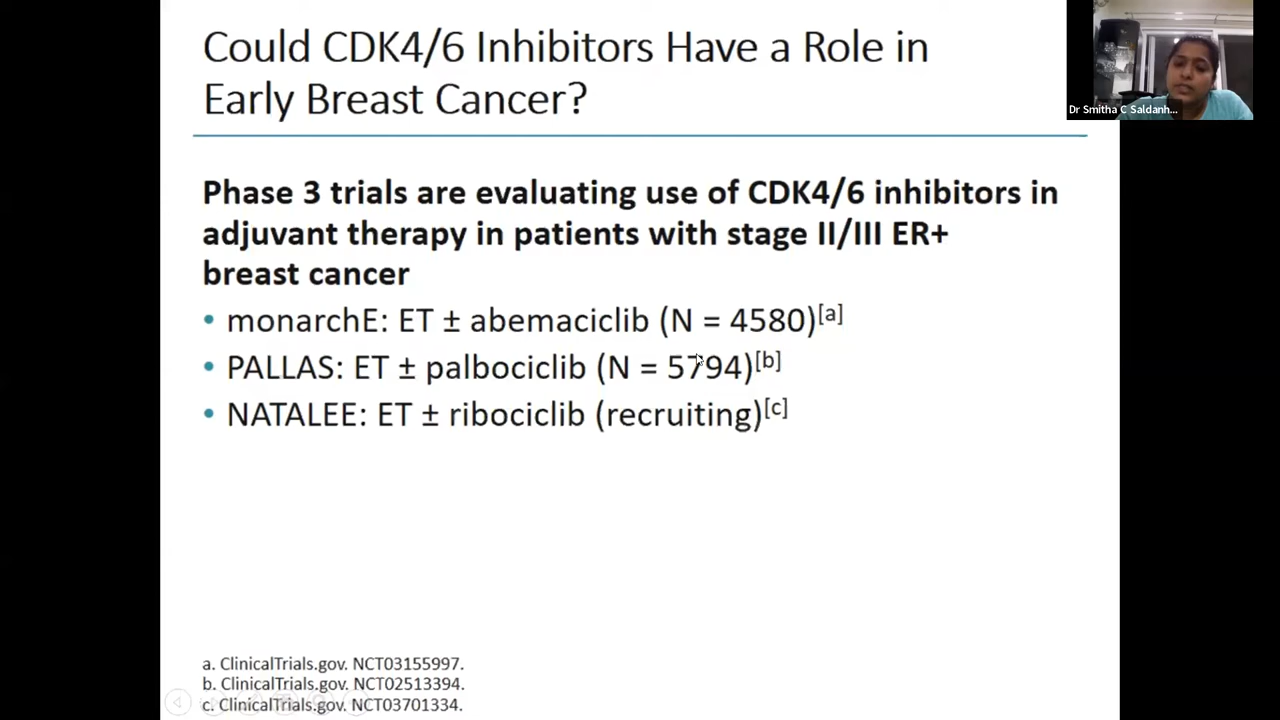 Could CDK4/6 Inhibitors Have a Role in
Early Breast Cancer?
Dr Smitha C Saldanh...
Phase 3 trials are evaluating use of CDK4/6 inhibitors in
adjuvant therapy in patients with stage II/III ER+
breast cancer
• monarchE: ET ± abemaciclib (N = 4580)[a]
• PALLAS: ET ± palbociclib (N = 5794)[b]
• NATALEE: ET ± ribociclib (recruiting)[c]
a. ClinicalTrials.gov. NCT03155997.
b. ClinicalTrials.gov. NCT02513394.
c. ClinicalTrials.gov. NCT03701334.